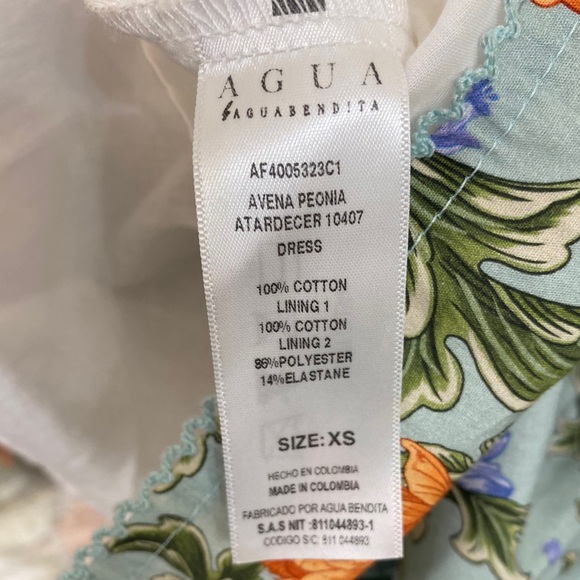 AGUA
by AGUABENDITA
AF4005323C1
AVENA PEONIA
ATARDECER 10407
DRESS
100% COTTON
LINING 1
100% COTTON
LINING 2
86%POLYESTER
14%ELASTANE
SIZE: XS
HECHO EN COLOMBIA
MADE IN COLOMBIA
FABRICADO POR AGUA BENDITA
S.A.S NIT :811044893-1
CODIGO S/C: 811 044893